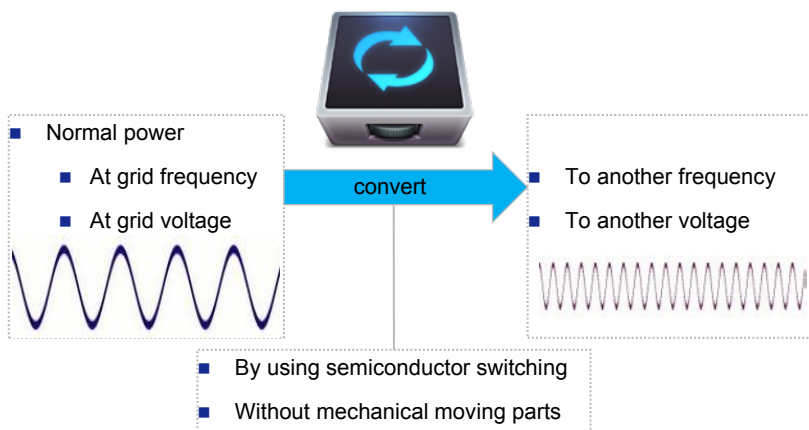 Normal power
At grid frequency
At grid voltage
convert
To another frequency
To another voltage
By using semiconductor switching
Without mechanical moving parts